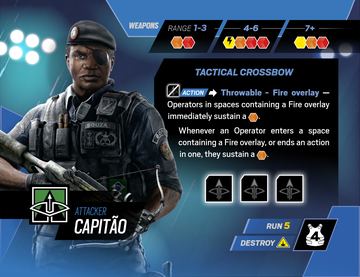 WEAPONS
RANGE 1-3
4-6
7+
TACTICAL CROSSBOW
ACTION Throwable - Fire overlay —
Operators in spaces containing a Fire overlay
immediately sustain a .
Whenever an Operator enters a space
containing a Fire overlay, or ends an action
in one, they sustain a .
SOUZA
ATTACKER
CAPITÃO
RUN 5
DESTROY